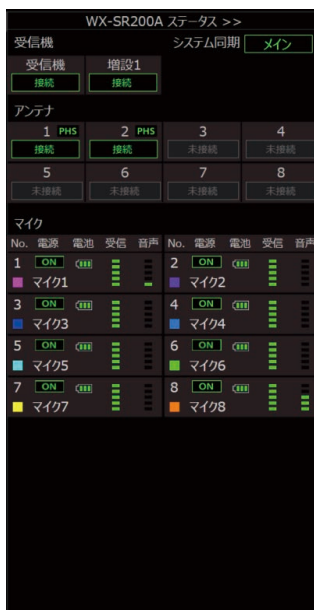 WX-SR200A ステータス >>
受信機 システム同期 メイン
受信機 増設1
接続 接続
アンテナ
1 PHS 2 PHS 3 4
接続 接続 未接続 未接続
5 6 7 8
未接続 未接続 未接続 未接続
マイク
No. 電源 電池 受信 音声 No. 電源 電池 受信 音声
1 ON 2 ON
マイク1 マイク2
3 ON 4 ON
マイク3 マイク4
5 ON 6 ON
マイク5 マイク6
7 ON 8 ON
マイク7 マイク8